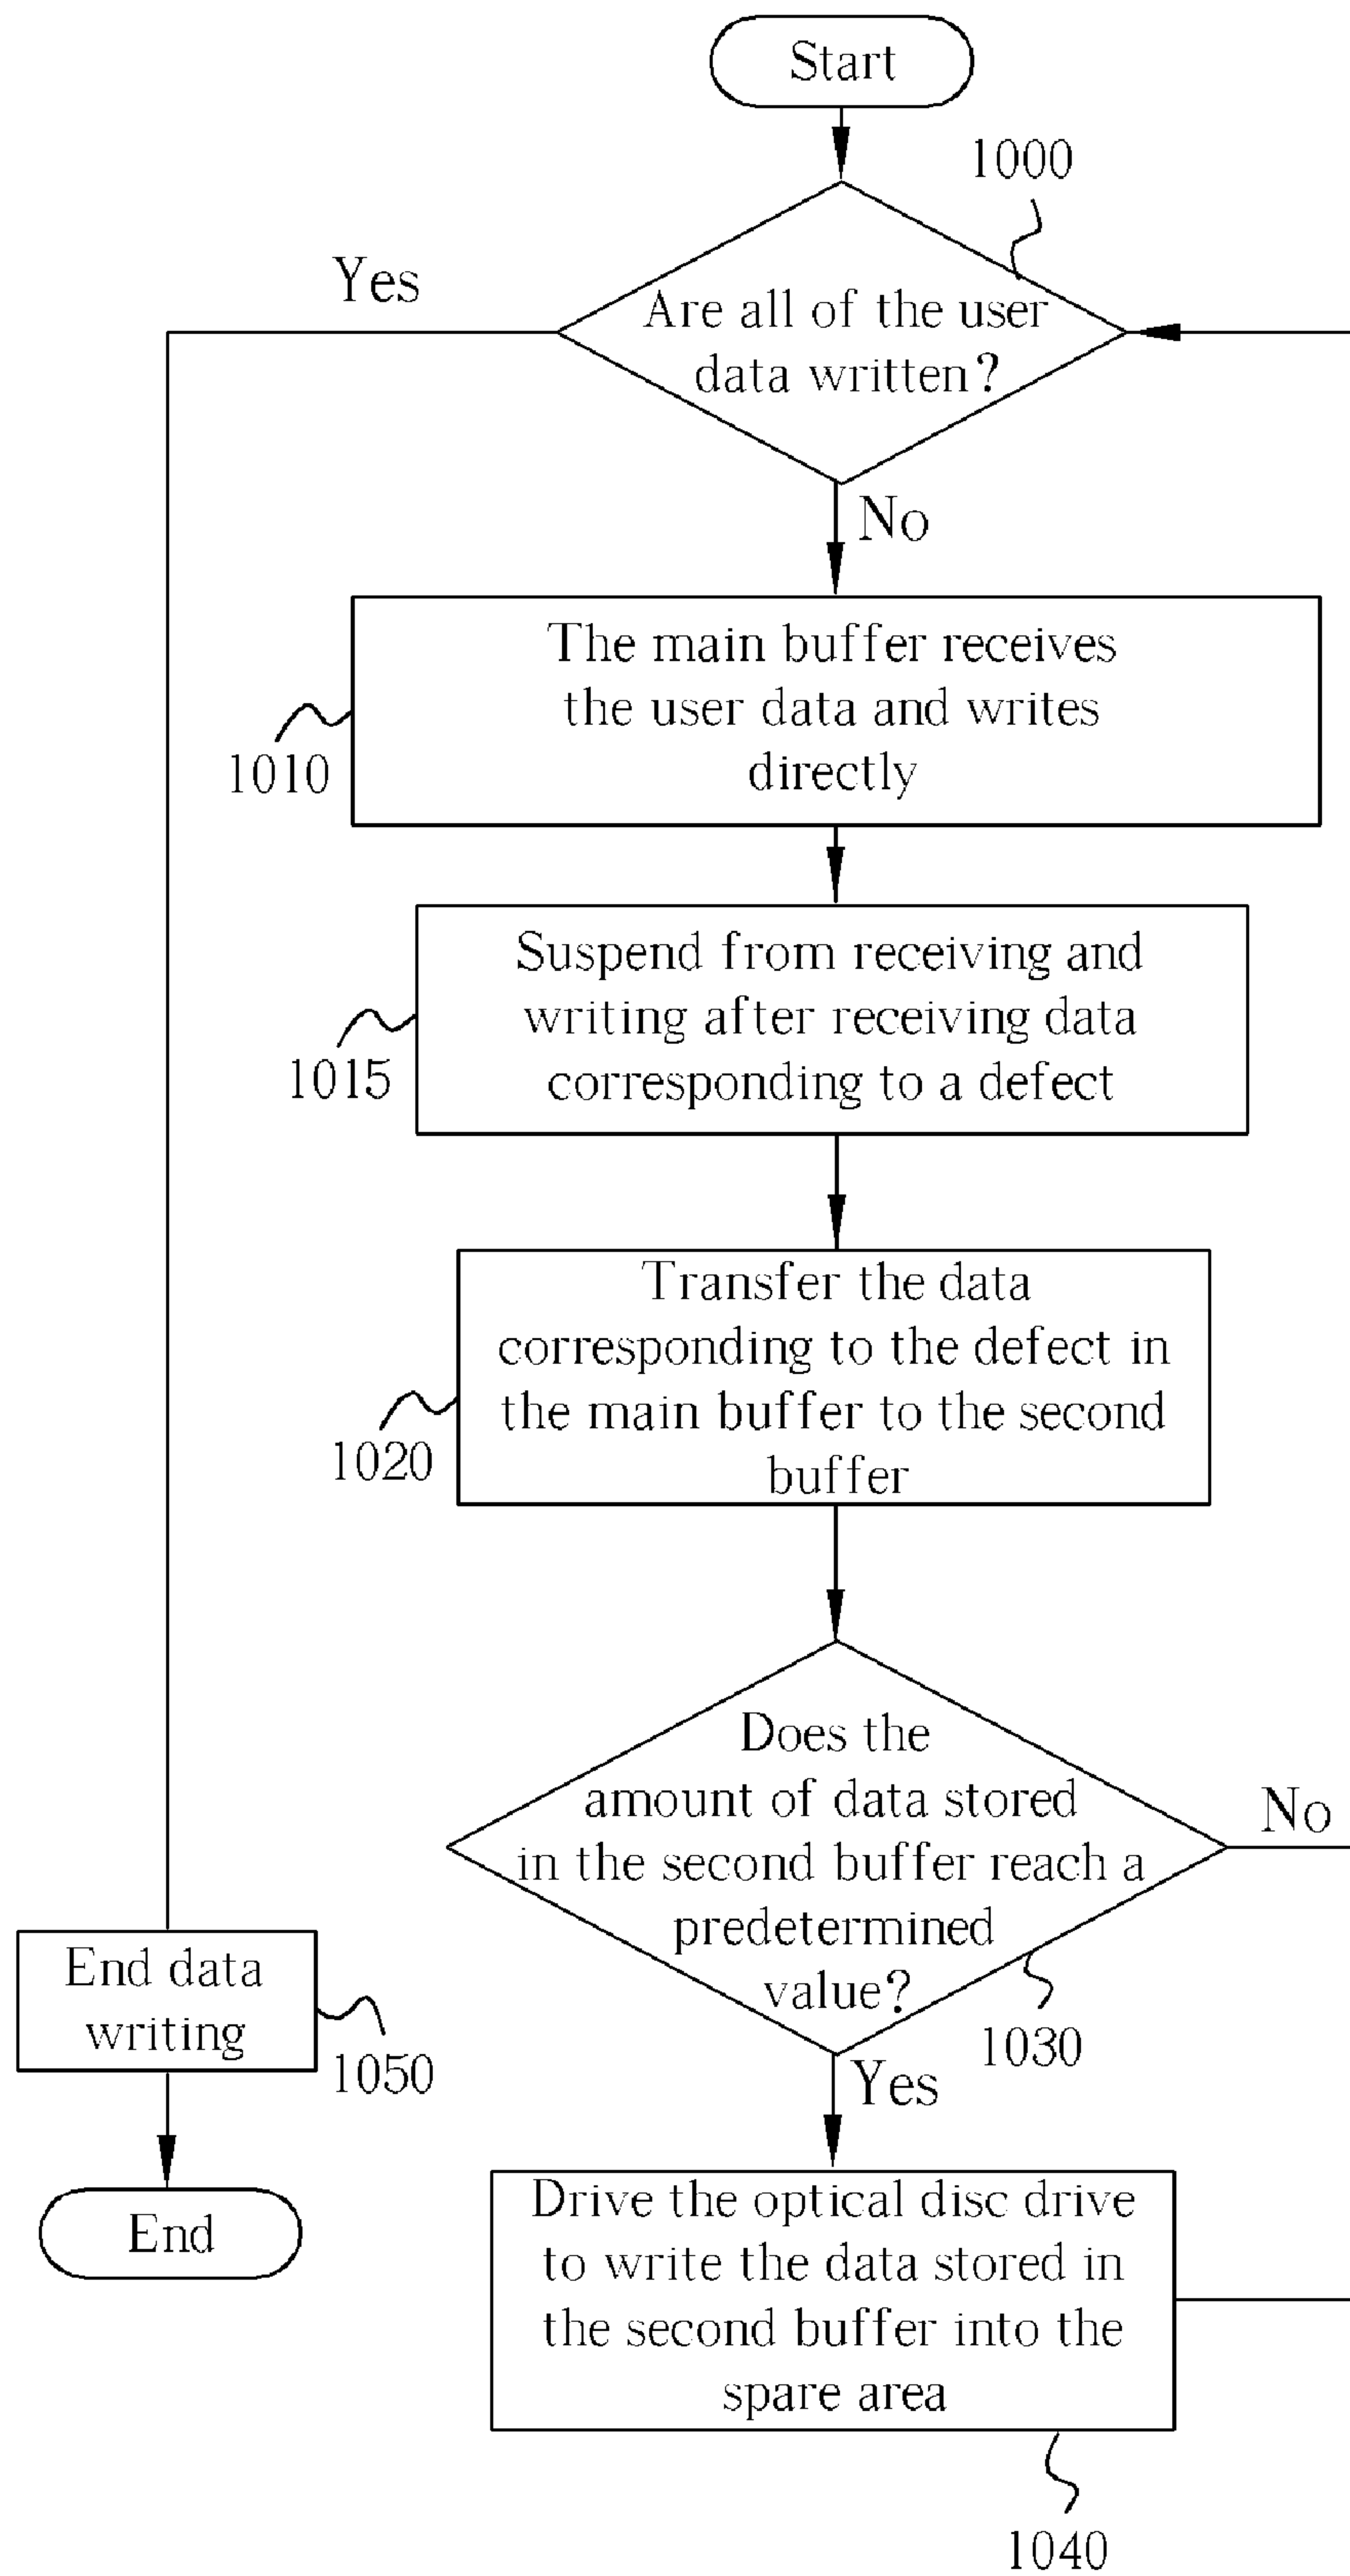 Start
1000
Yes
Are all of the user
data written?
No
The main buffer receives
the user data and writes
directly
1010
Suspend from receiving and
writing after receiving data
corresponding to a defect
1015
Transfer the data
corresponding to the defect in
the main buffer to the second
buffer
1020
Does the
amount of data stored
in the second buffer reach a
predetermined
value?
No
1030
Yes
End data
writing
1050
End
Drive the optical disc drive
to write the data stored in
the second buffer into the
spare area
1040